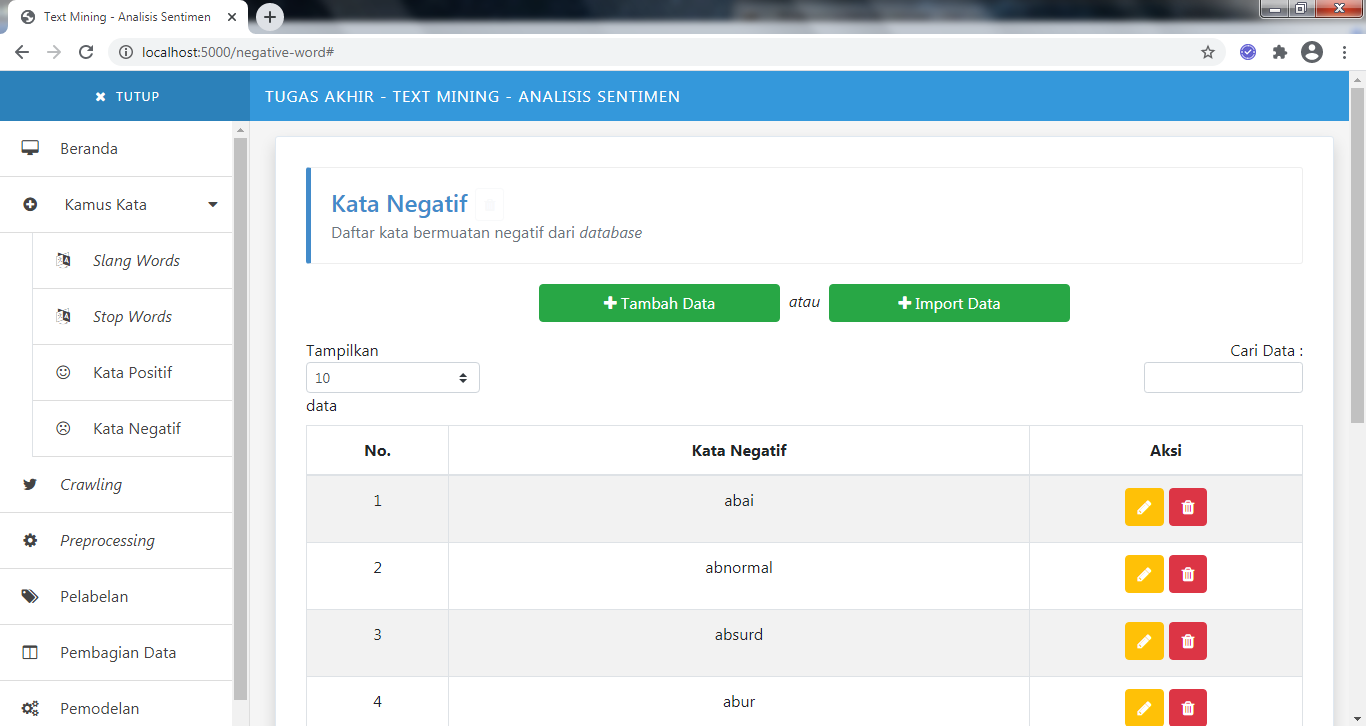 Text Mining - Analisis Sentimen
localhost:5000/negative-word#
TUTUP
TUGAS AKHIR - TEXT MINING - ANALISIS SENTIMEN
Beranda
Kamus Kata
Slang Words
Stop Words
Kata Positif
Kata Negatif
Crawling
Preprocessing
Pelabelan
Pembagian Data
Pemodelan
Kata Negatif
Daftar kata bermuatan negatif dari database
Tambah Data atau Import Data
Tampilkan
10
data
Cari Data :
No. Kata Negatif Aksi
1 abai
2 abnormal
3 absurd
4 abur